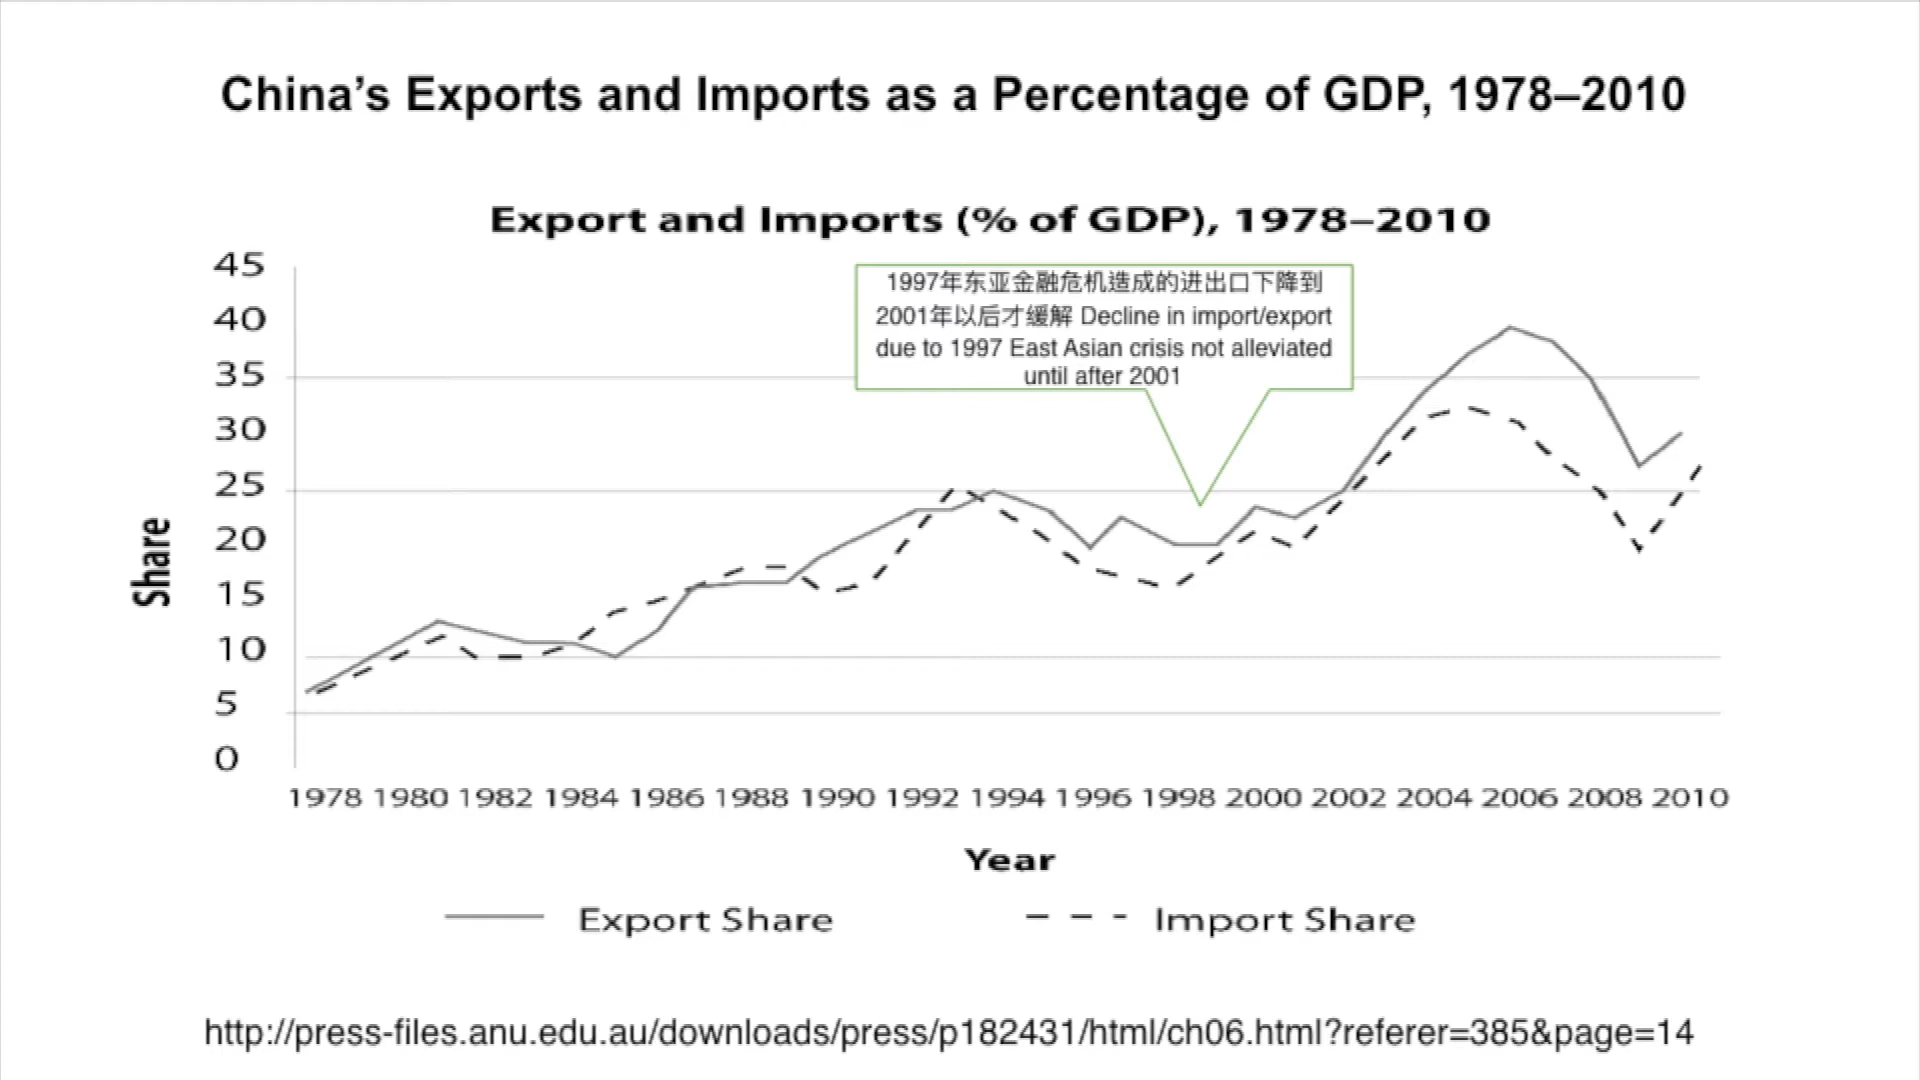 China’s Exports and Imports as a Percentage of GDP, 1978–2010
Export and Imports (% of GDP), 1978–2010
45
40
35
30
25
20
15
10
5
0
Share
1997年东亚金融危机造成的进出口下降到
2001年以后才缓解 Decline in import/export
due to 1997 East Asian crisis not alleviated
until after 2001
1978 1980 1982 1984 1986 1988 1990 1992 1994 1996 1998 2000 2002 2004 2006 2008 2010
Year
Export Share
Import Share
http://press-files.anu.edu.au/downloads/press/p182431/html/ch06.html?referer=385&page=14